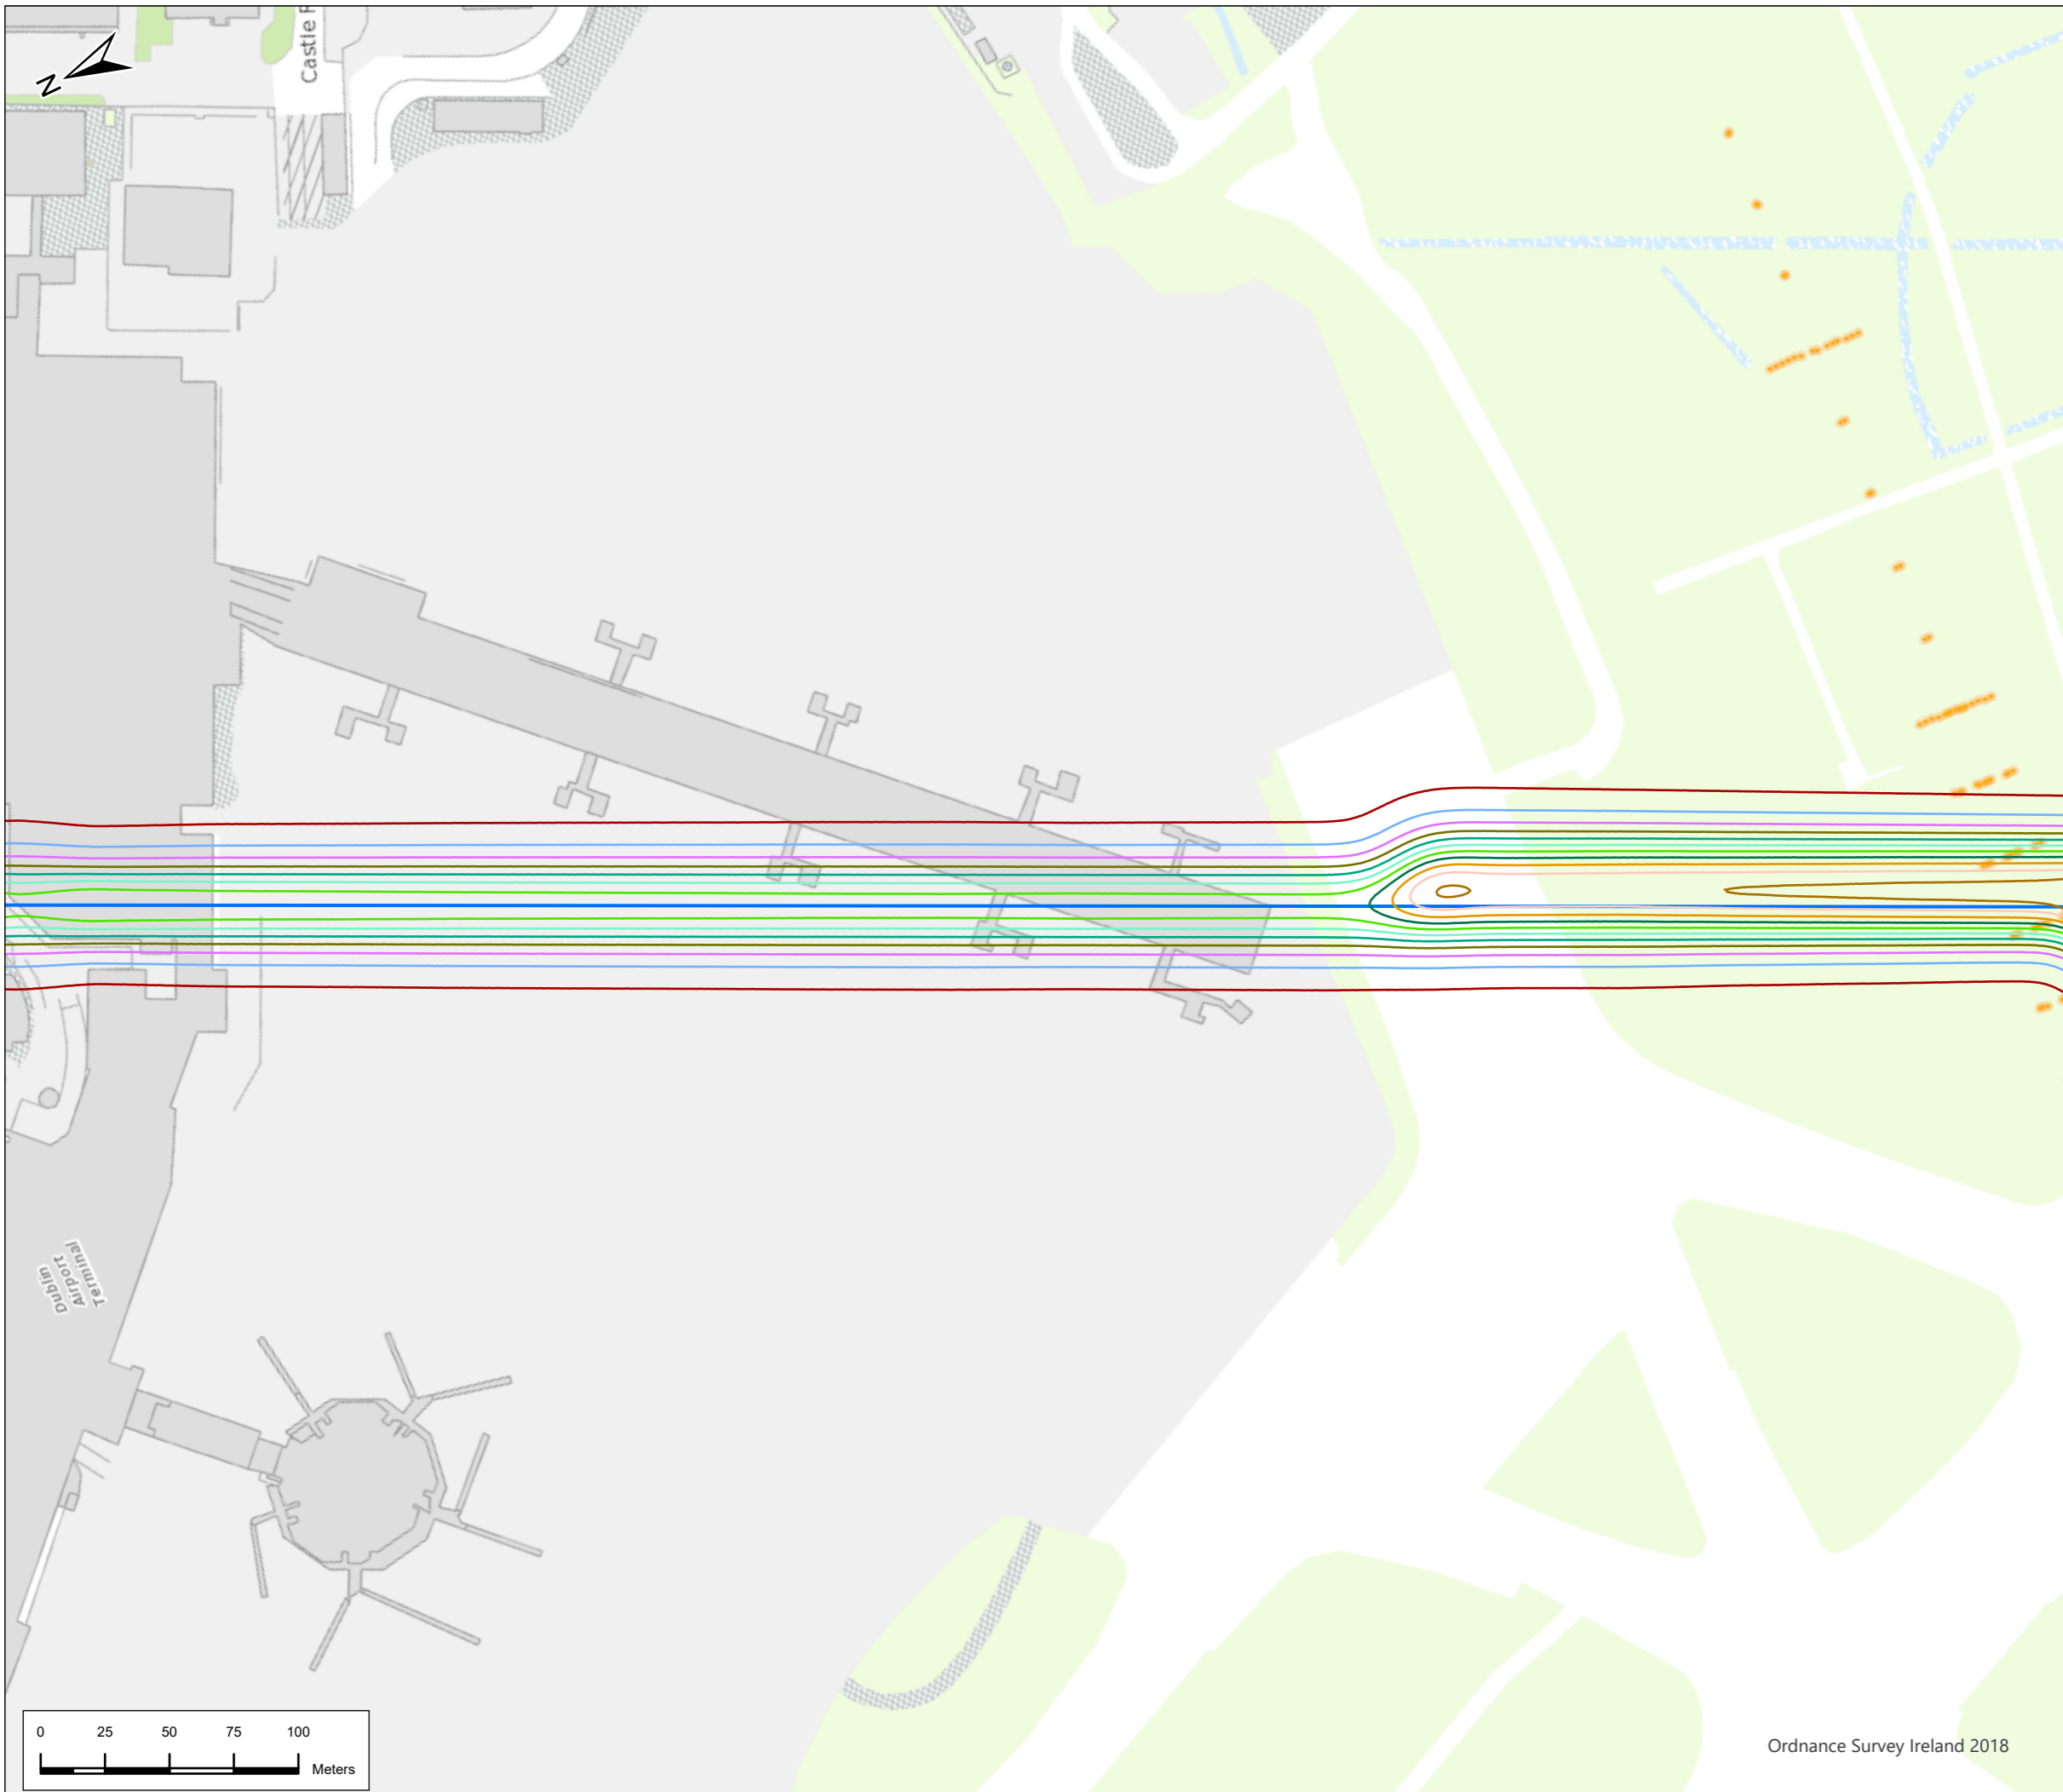 Castle
N
Dublin
Airport
Terminal
0 25 50 75 100
Meters
Ordnance Survey Ireland 2018